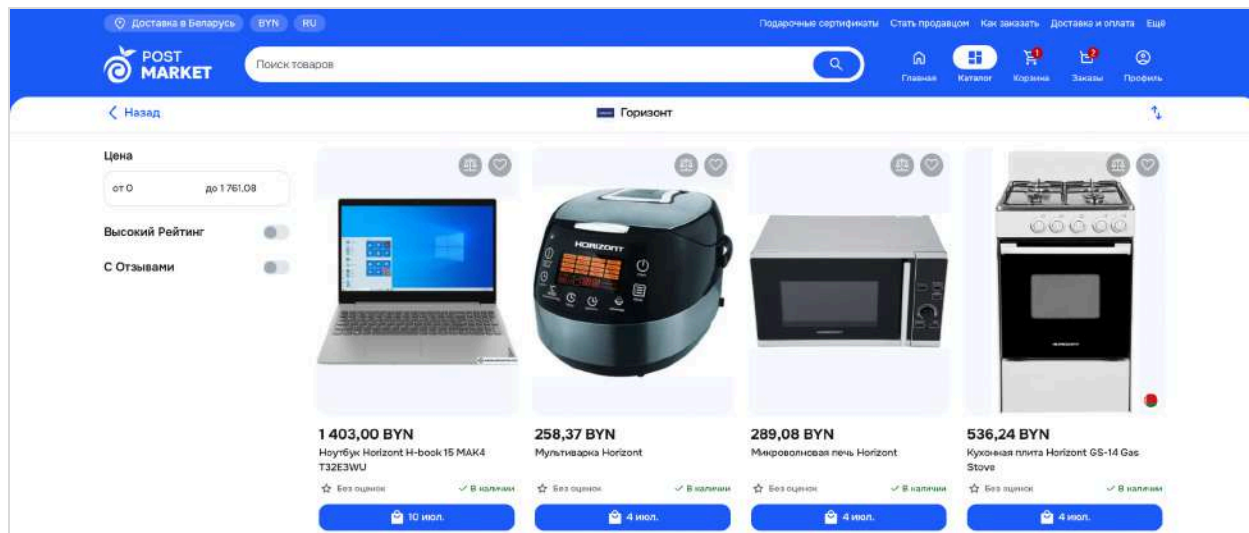 Доставка в Беларусь BYN RU
Подарочные сертификаты Стать продавцом Как заказать Доставка и оплата Ещё
POST
MARKET
Поиск товаров
1 2
Главная Каталог Корзина Заказы Профиль
Назад
Горизонт
Цена
от 0 до 1 761,08
Высокий Рейтинг
С Отзывами
HORIZONT
1 403,00 BYN
Ноутбук Horizont H-book 15 MAK4
T32E3WU
Без оценок В наличии
10 июл.
258,37 BYN
Мультиварка Horizont
Без оценок В наличии
4 июл.
289,08 BYN
Микроволновая печь Horizont
Без оценок В наличии
4 июл.
536,24 BYN
Кухонная плита Horizont GS-14 Gas
Stove
Без оценок В наличии
4 июл.